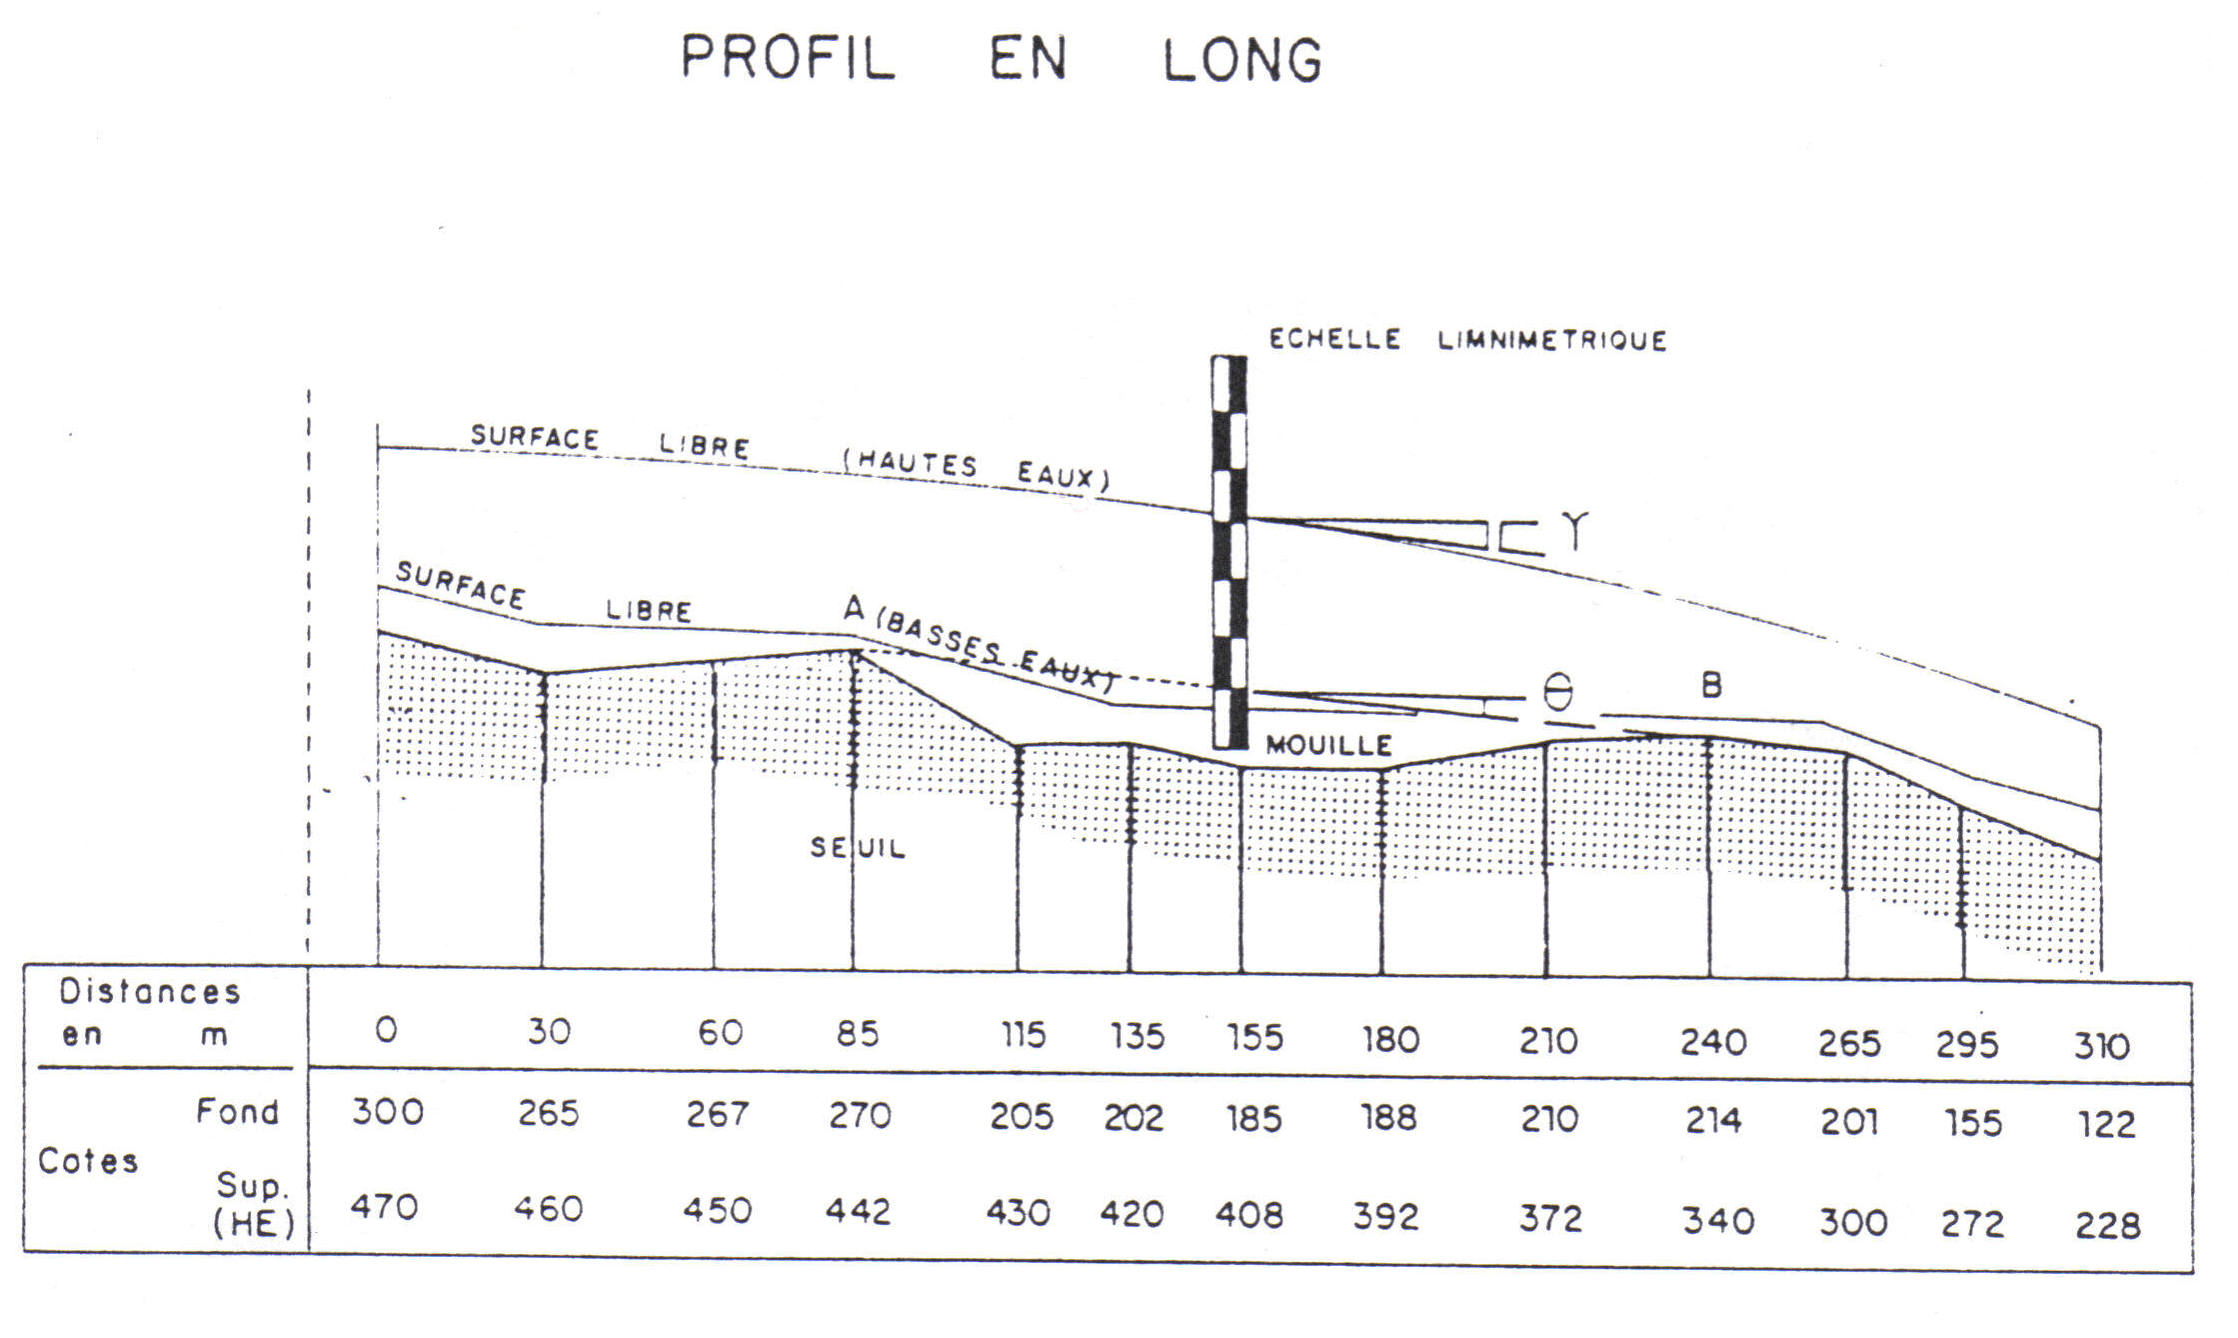 PROFIL EN LONG
ECHELLE LIMNIMETRIQUE
SURFACE LIBRE (HAUTES EAUX)
γ
SURFACE LIBRE A (BASSES EAUX)
θ B
MOUILLE
SEUIL
Distances en m 0 30 60 85 115 135 155 180 210 240 265 295 310
Cotes
Fond 300 265 267 270 205 202 185 188 210 214 201 155 122
Sup. (HE) 470 460 450 442 430 420 408 392 372 340 300 272 228